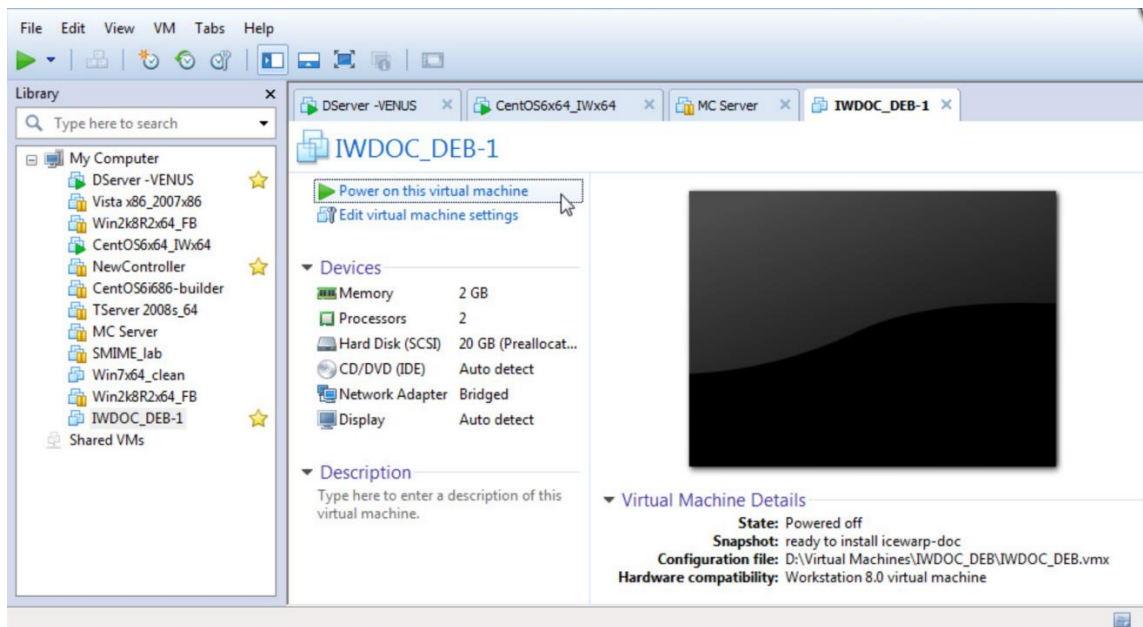 File Edit View VM Tabs Help
Library x
Type here to search
My Computer
DServer -VENUS
Vista x86_2007x86
Win2k8R2x64_FB
CentOS6x64_IWx64
NewController
CentOS6i686-builder
TServer 2008s_64
MC Server
SMIME_lab
Win7x64_clean
Win2k8R2x64_FB
IWDOC_DEB-1
Shared VMs
DServer -VENUS × CentOS6x64_IWx64 × MC Server × IWDOC_DEB-1 ×
IWDOC_DEB-1
Power on this virtual machine
Edit virtual machine settings
Devices
Memory 2 GB
Processors 2
Hard Disk (SCSI) 20 GB (Preallocat...
CD/DVD (IDE) Auto detect
Network Adapter Bridged
Display Auto detect
Description
Type here to enter a description of this
virtual machine.
Virtual Machine Details
State: Powered off
Snapshot: ready to install icewarp-doc
Configuration file: D:\Virtual Machines\IWDOC_DEB\IWDOC_DEB.vmx
Hardware compatibility: Workstation 8.0 virtual machine